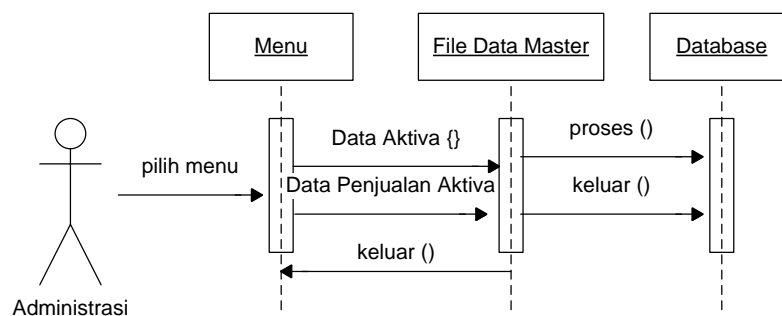 Menu
File Data Master
Database
Data Aktiva {}
proses ()
pilih menu
Data Penjualan Aktiva
keluar ()
keluar ()
Administrasi